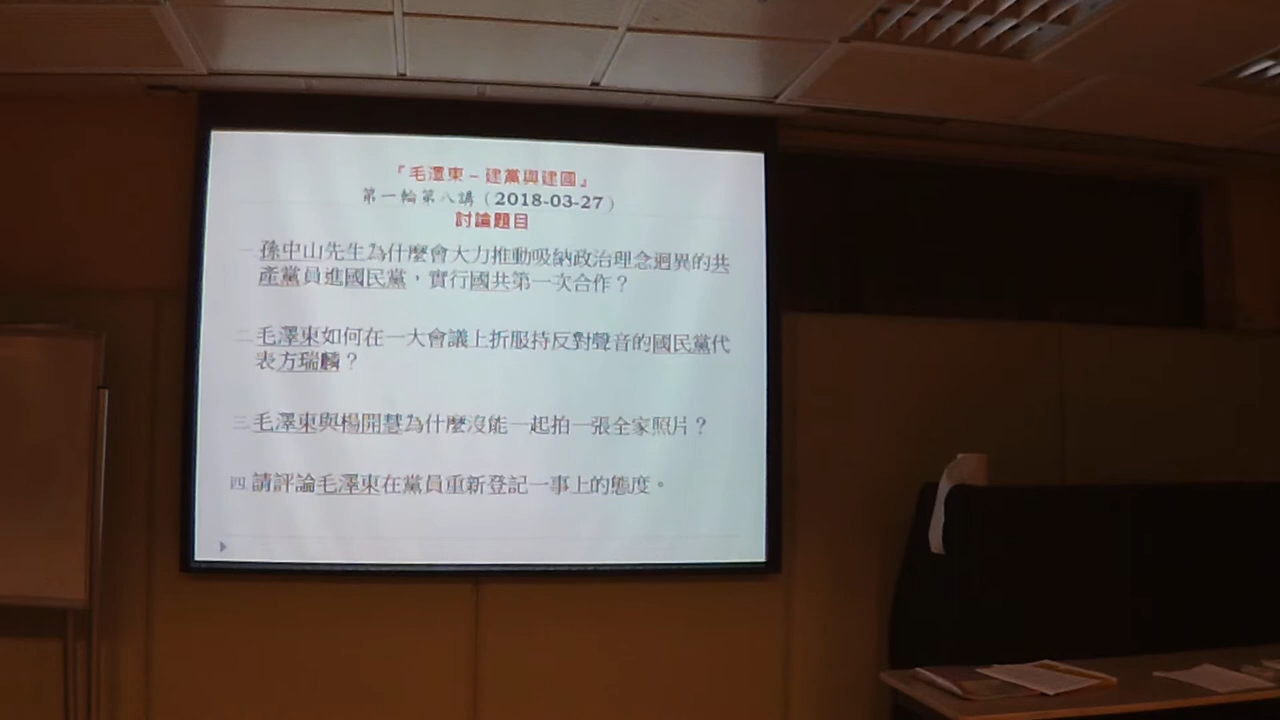 『毛澤東－建黨與建國』
第一輪第八講（2018-03-27）
討論題目
一 孫中山先生為什麼會大力推動吸納政治理念迥異的共
產黨員進國民黨，實行國共第一次合作？
二 毛澤東如何在一大會議上折服持反對聲音的國民黨代
表方瑞麟？
三 毛澤東與楊開慧為什麼沒能一起拍一張全家照片？
四 請評論毛澤東在黨員重新登記一事上的態度。